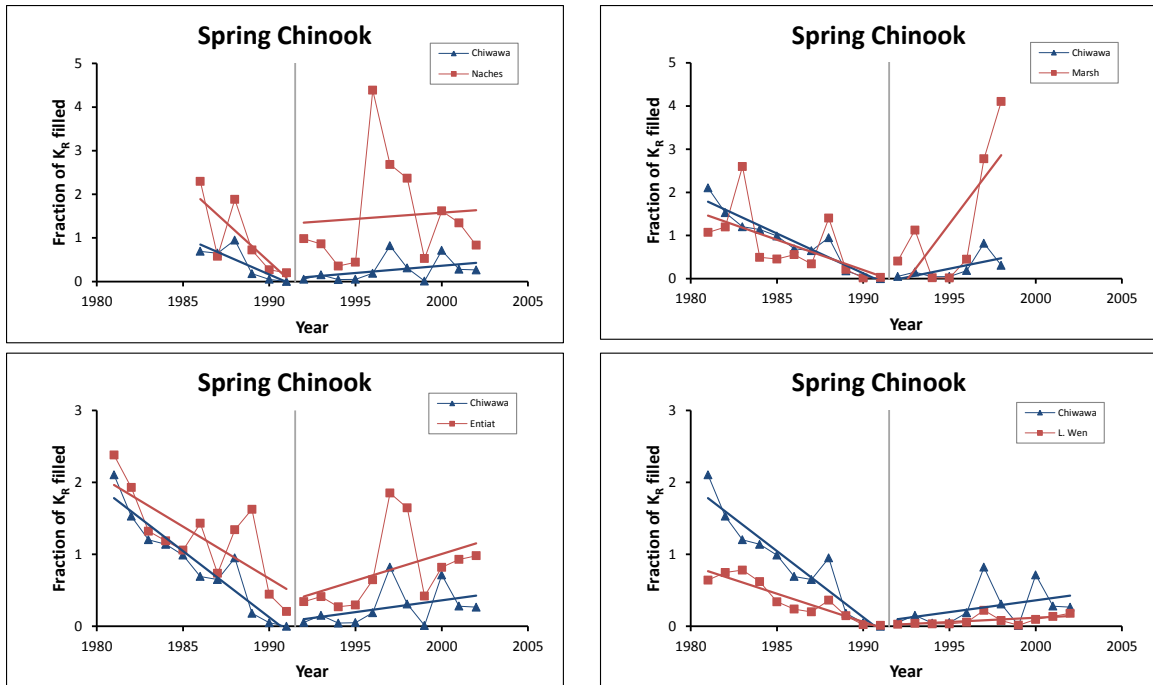 Spring Chinook
Chiwawa
Naches
Fraction of K_R filled
5
4
3
2
1
0
1980 1985 1990 1995 2000 2005
Year
Spring Chinook
Chiwawa
Marsh
Fraction of K_R filled
5
4
3
2
1
0
1980 1985 1990 1995 2000 2005
Year
Spring Chinook
Chiwawa
Entiat
Fraction of K_R filled
3
2
1
0
1980 1985 1990 1995 2000 2005
Year
Spring Chinook
Chiwawa
L. Wen
Fraction of K_R filled
3
2
1
0
1980 1985 1990 1995 2000 2005
Year